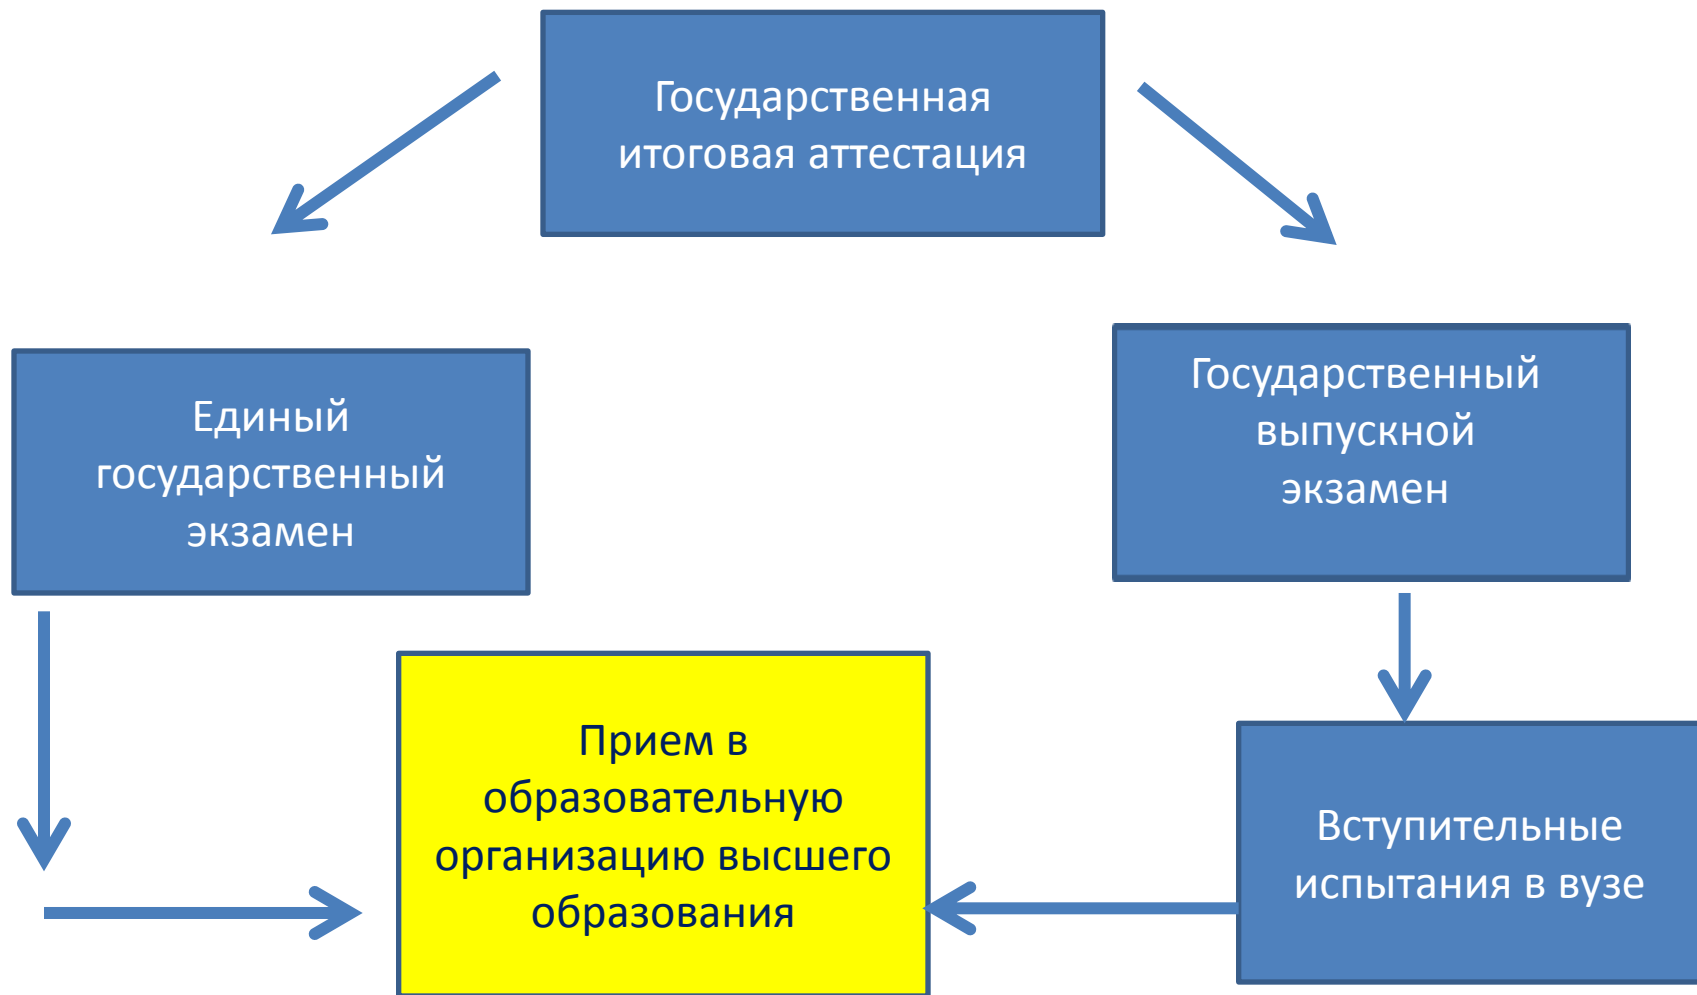 Государственная
итоговая аттестация
Единый
государственный
экзамен
Государственный
выпускной
экзамен
Прием в
образовательную
организацию высшего
образования
Вступительные
испытания в вузе